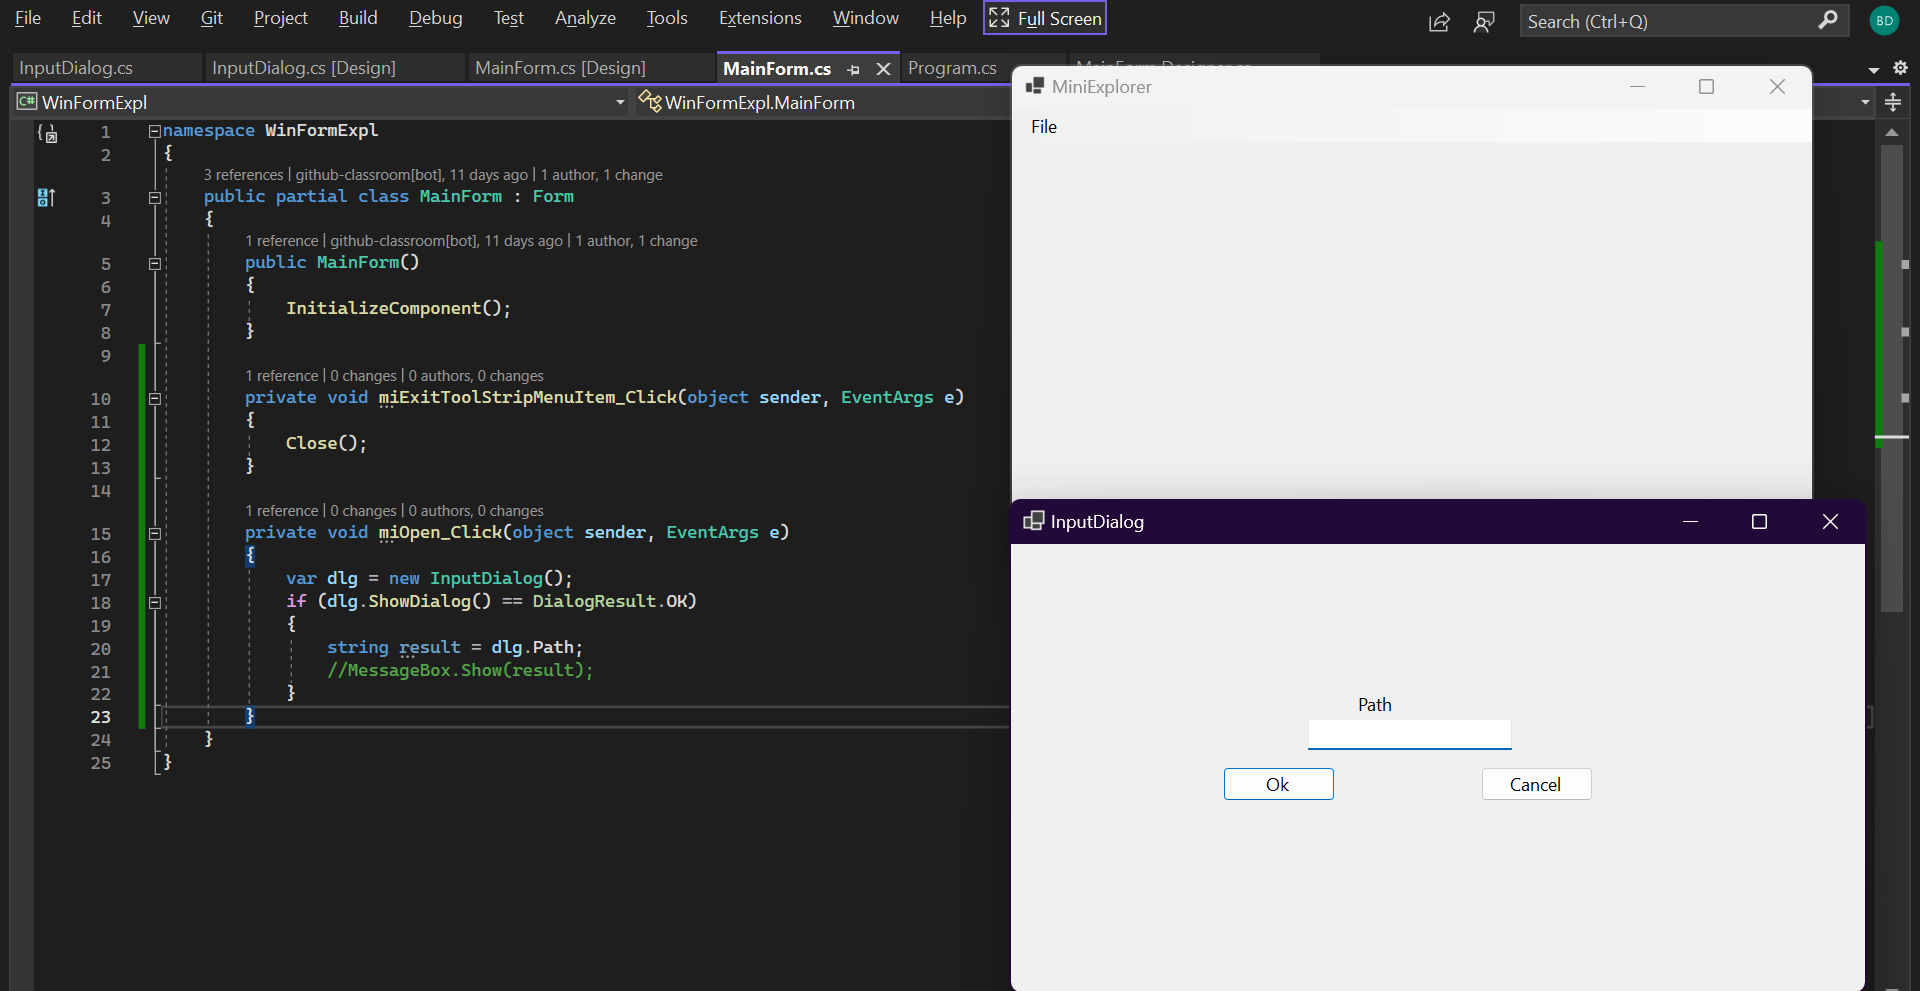 File Edit View Git Project Build Debug Test Analyze Tools Extensions Window Help Full Screen Search (Ctrl+Q) BD
InputDialog.cs InputDialog.cs [Design] MainForm.cs [Design] MainForm.cs Program.cs MainForm.Designer.cs
C# WinFormExpl WinFormExpl.MainForm
1 namespace WinFormExpl
2 {
3 references | github-classroom[bot], 11 days ago | 1 author, 1 change
3 public partial class MainForm : Form
4 {
1 reference | github-classroom[bot], 11 days ago | 1 author, 1 change
5 public MainForm()
6 {
7 InitializeComponent();
8 }
9
1 reference | 0 changes | 0 authors, 0 changes
10 private void miExitToolStripMenuItem_Click(object sender, EventArgs e)
11 {
12 Close();
13 }
14
1 reference | 0 changes | 0 authors, 0 changes
15 private void miOpen_Click(object sender, EventArgs e)
16 {
17 var dlg = new InputDialog();
18 if (dlg.ShowDialog() == DialogResult.OK)
19 {
20 string result = dlg.Path;
21 //MessageBox.Show(result);
22 }
23 }
24 }
25 }
MiniExplorer
File
InputDialog
Path
Ok Cancel